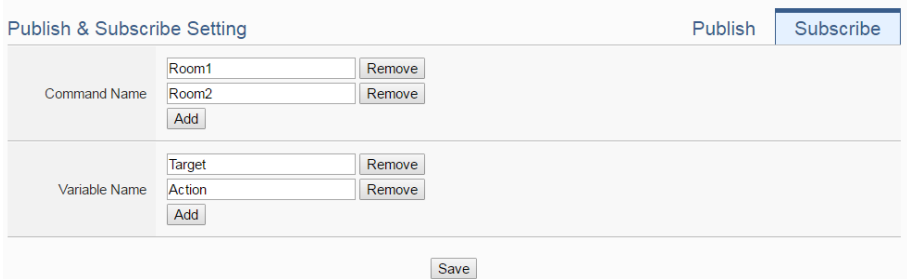 Publish & Subscribe Setting Publish Subscribe
Room1 Remove
Command Name Room2 Remove
Add
Target Remove
Variable Name Action Remove
Add
Save